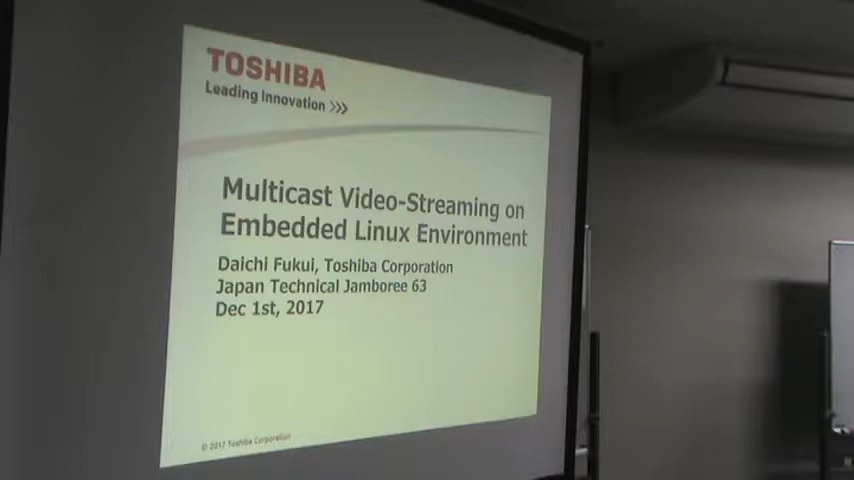 TOSHIBA
Leading Innovation >>>
Multicast Video-Streaming on
Embedded Linux Environment
Daichi Fukui, Toshiba Corporation
Japan Technical Jamboree 63
Dec 1st, 2017
© 2017 Toshiba Corporation